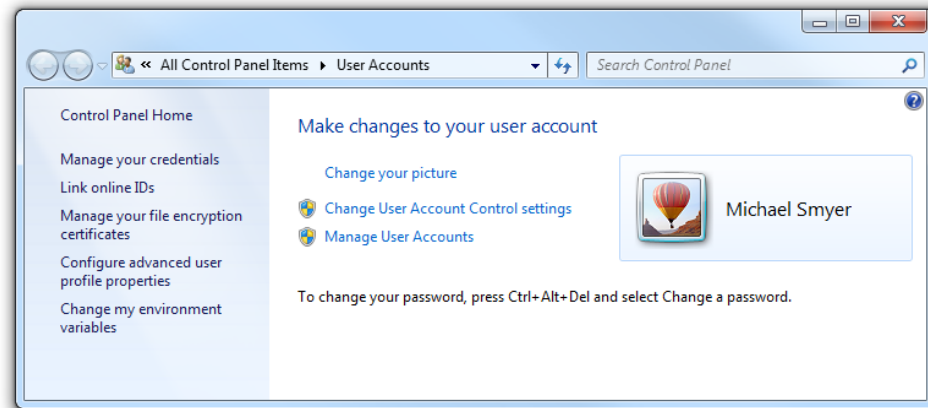 « All Control Panel Items ▸ User Accounts
Search Control Panel
Control Panel Home
Manage your credentials
Link online IDs
Manage your file encryption
certificates
Configure advanced user
profile properties
Change my environment
variables
Make changes to your user account
Change your picture
Change User Account Control settings
Manage User Accounts
Michael Smyer
To change your password, press Ctrl+Alt+Del and select Change a password.